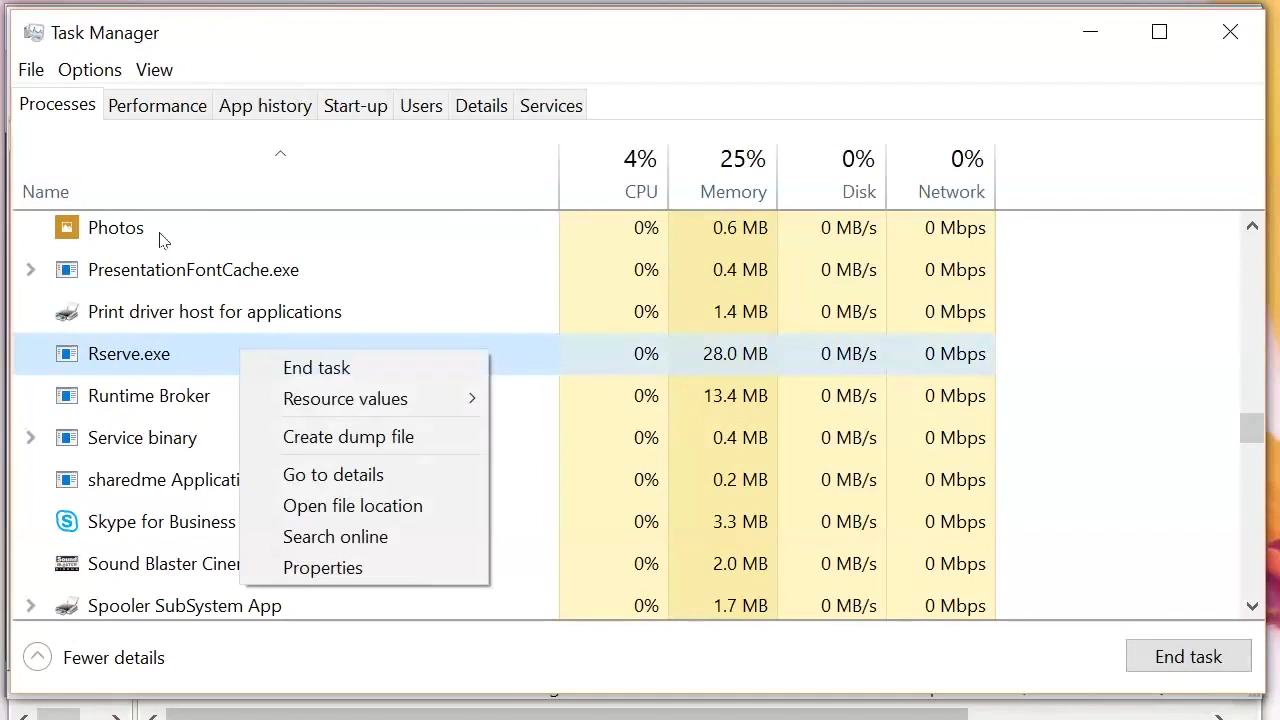 Task Manager
File Options View
Processes Performance App history Start-up Users Details Services
4% 25% 0% 0%
Name CPU Memory Disk Network
Photos 0% 0.6 MB 0 MB/s 0 Mbps
PresentationFontCache.exe 0% 0.4 MB 0 MB/s 0 Mbps
Print driver host for applications 0% 1.4 MB 0 MB/s 0 Mbps
Rserve.exe 0% 28.0 MB 0 MB/s 0 Mbps
End task
Resource values
Create dump file
Go to details
Open file location
Search online
Properties
Runtime Broker 0% 13.4 MB 0 MB/s 0 Mbps
Service binary 0% 0.4 MB 0 MB/s 0 Mbps
sharedme Applicati 0% 0.2 MB 0 MB/s 0 Mbps
Skype for Business 0% 3.3 MB 0 MB/s 0 Mbps
Sound Blaster Ciner 0% 2.0 MB 0 MB/s 0 Mbps
Spooler SubSystem App 0% 1.7 MB 0 MB/s 0 Mbps
Fewer details End task